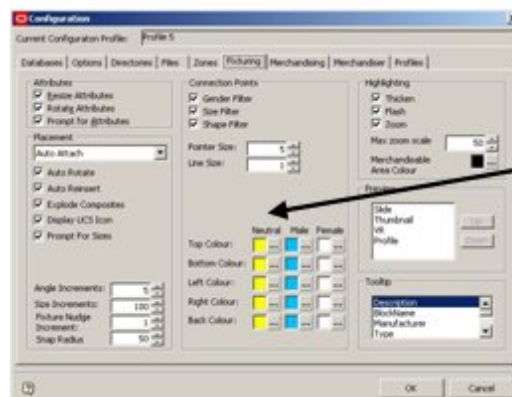 Configuration
Current Configuraton Profile: Profile 5
Databases Options Directories Files Zones Fixturing Merchandising Merchandiser Profiles
Attributes
Resize Attributes
Rotate Attributes
Prompt for Attributes
Placement
Auto Attach
Auto Rotate
Auto Reinsert
Explode Composites
Display UCS Icon
Prompt For Sizes
Angle Increments: 5
Size Increments: 100
Fixture Nudge Increment: 1
Snap Radius 50
Connection Points
Gender Filter
Size Filter
Shape Filter
Pointer Size: 5
Line Size: 1
Neutral Male Female
Top Colour:
Bottom Colour:
Left Colour:
Right Colour:
Back Colour:
Highlighting
Thicken
Flash
Zoom
Max zoom scale 50
Merchandisable Area Colour
Preview
Slide
Thumbnail
VR
Profile
Up
Down
Tooltip
Description
BlockName
Manufacturer
Type
OK Cancel